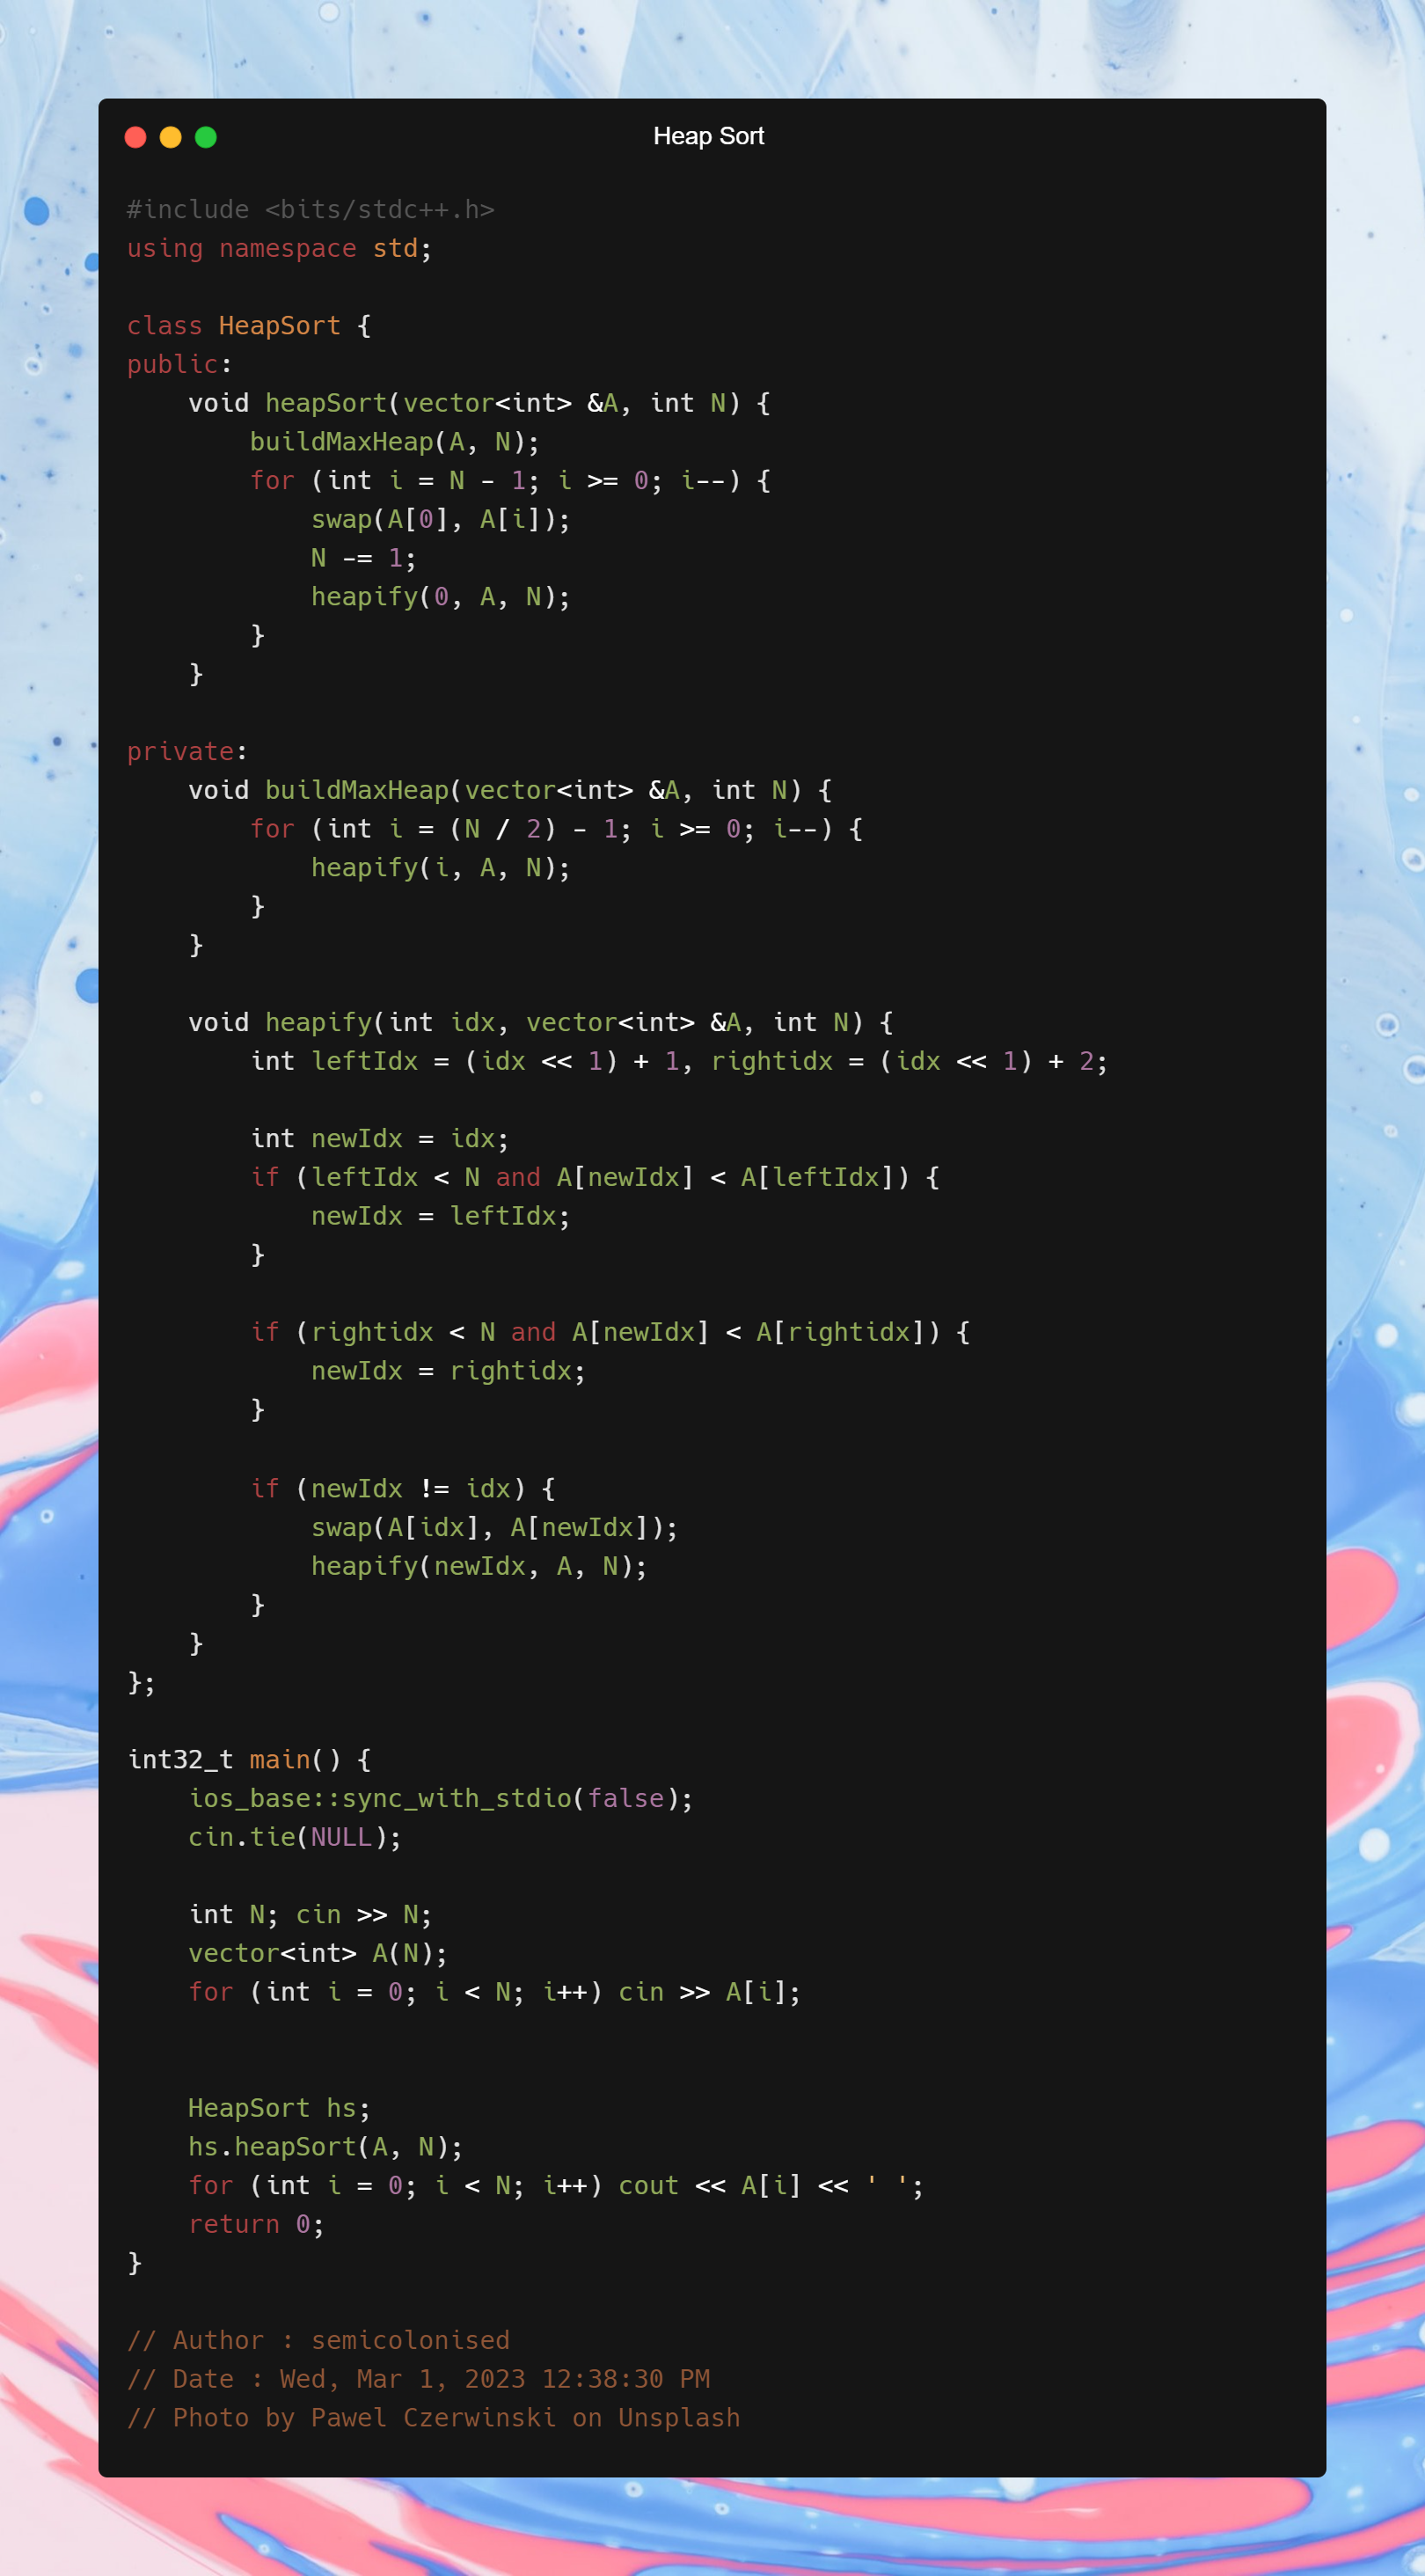 Heap Sort
#include <bits/stdc++.h>
using namespace std;
class HeapSort {
public:
    void heapSort(vector<int> &A, int N) {
        buildMaxHeap(A, N);
        for (int i = N - 1; i >= 0; i--) {
            swap(A[0], A[i]);
            N -= 1;
            heapify(0, A, N);
        }
    }
private:
    void buildMaxHeap(vector<int> &A, int N) {
        for (int i = (N / 2) - 1; i >= 0; i--) {
            heapify(i, A, N);
        }
    }
    void heapify(int idx, vector<int> &A, int N) {
        int leftIdx = (idx << 1) + 1, rightidx = (idx << 1) + 2;
        int newIdx = idx;
        if (leftIdx < N and A[newIdx] < A[leftIdx]) {
            newIdx = leftIdx;
        }
        if (rightidx < N and A[newIdx] < A[rightidx]) {
            newIdx = rightidx;
        }
        if (newIdx != idx) {
            swap(A[idx], A[newIdx]);
            heapify(newIdx, A, N);
        }
    }
};
int32_t main() {
    ios_base::sync_with_stdio(false);
    cin.tie(NULL);
    int N; cin >> N;
    vector<int> A(N);
    for (int i = 0; i < N; i++) cin >> A[i];
    HeapSort hs;
    hs.heapSort(A, N);
    for (int i = 0; i < N; i++) cout << A[i] << ' ';
    return 0;
}
// Author : semicolonised
// Date : Wed, Mar 1, 2023 12:38:30 PM
// Photo by Pawel Czerwinski on Unsplash